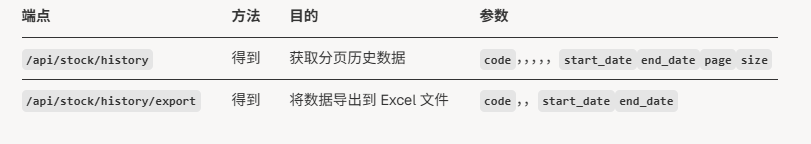 端点 方法 目的 参数
/api/stock/history 得到 获取分页历史数据 code ，，，，， start_date end_date page size
/api/stock/history/export 得到 将数据导出到 Excel 文件 code ，， start_date end_date